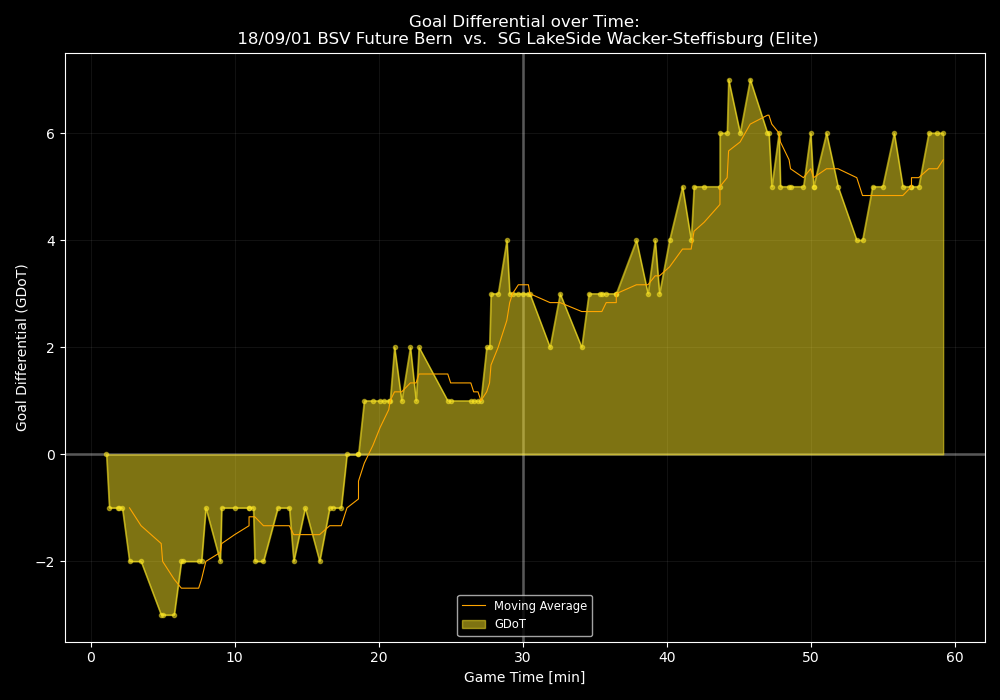 Goal Differential over Time:
18/09/01 BSV Future Bern  vs.  SG LakeSide Wacker-Steffisburg (Elite)
Goal Differential (GDoT)
6
4
2
0
−2
0
10
20
30
40
50
60
Game Time [min]
Moving Average
GDoT